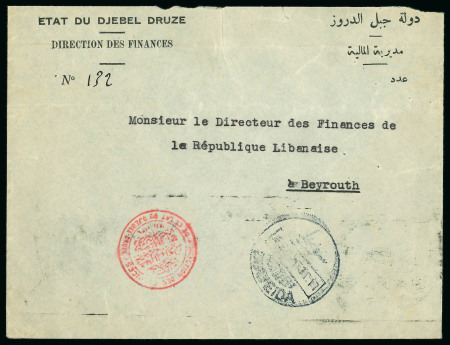 ETAT DU DJEBEL DRUZE
دولة جبل الدروز
DIRECTION DES FINANCES
مديرية المالية
Nº 132
عدد
Monsieur le Directeur des Finances de
la République Libanaise
à Beyrouth
SOUEIDA